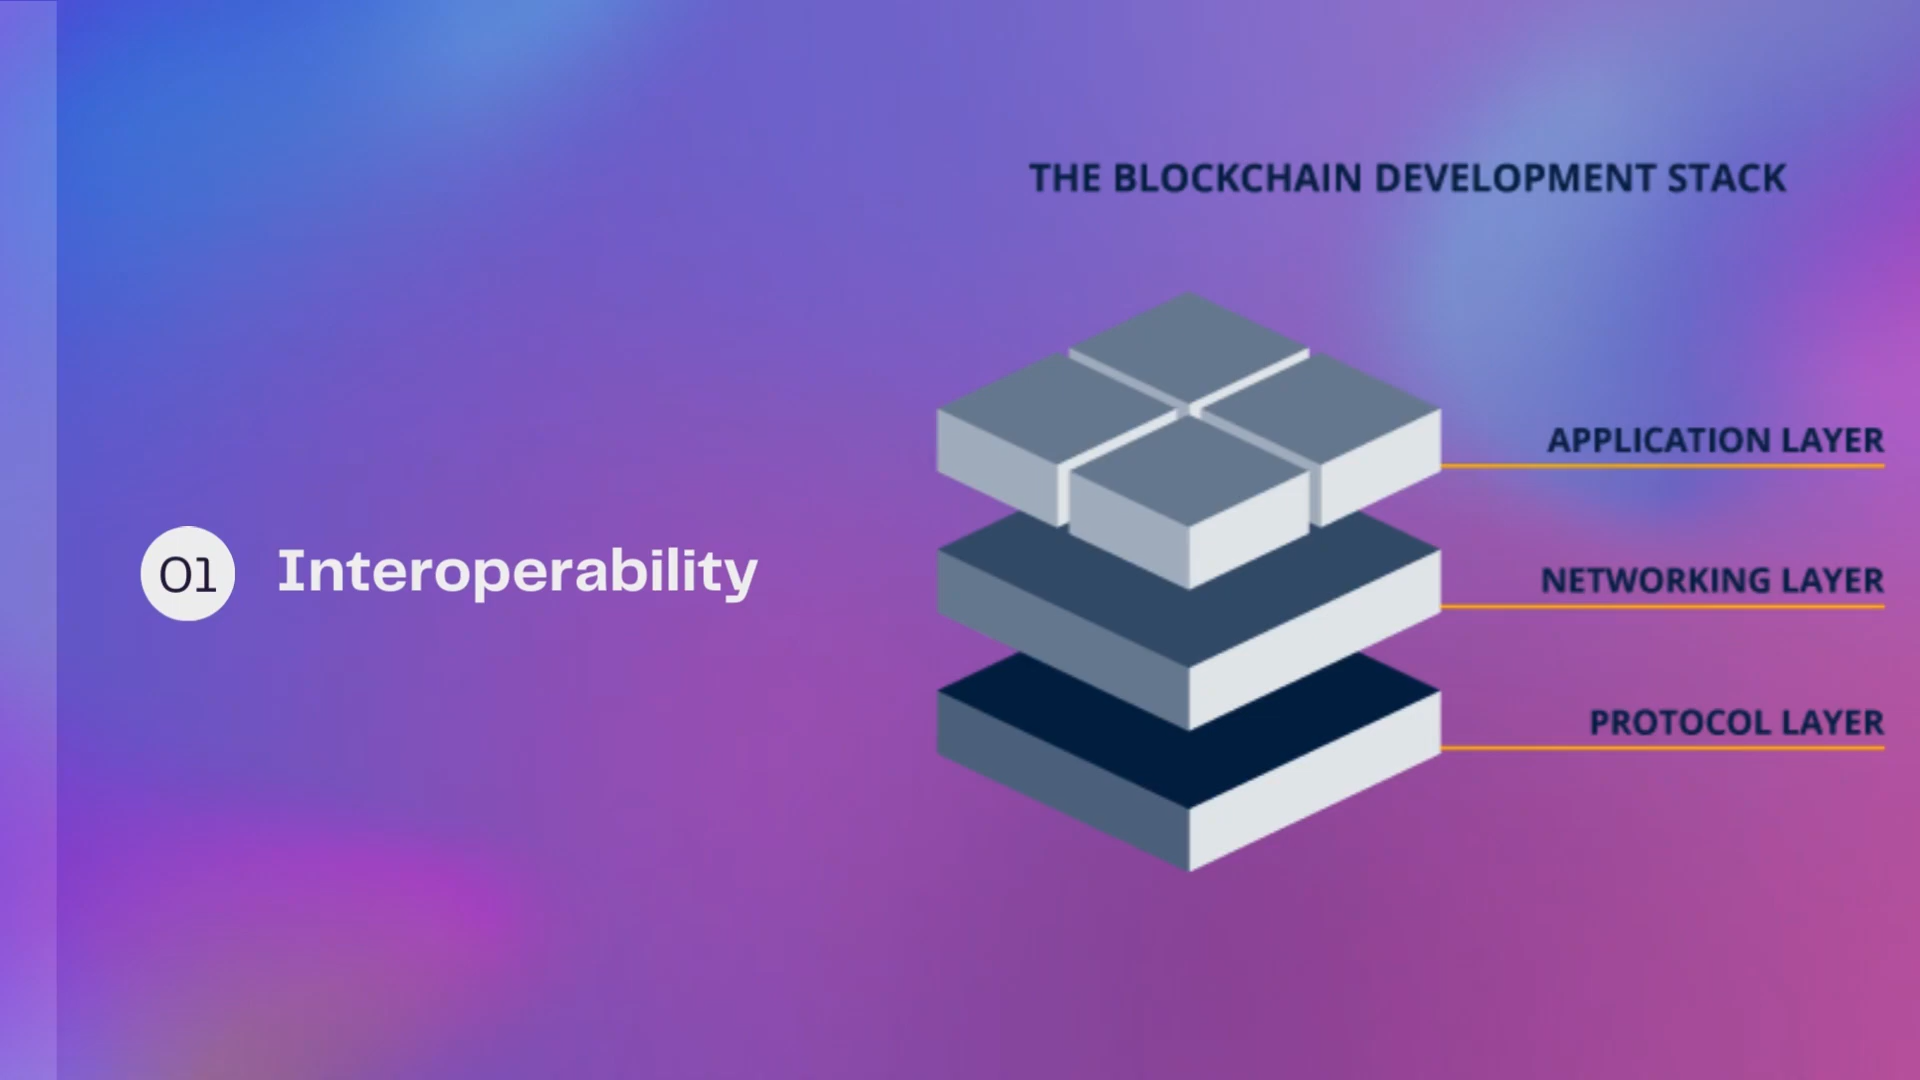 01 Interoperability
THE BLOCKCHAIN DEVELOPMENT STACK
APPLICATION LAYER
NETWORKING LAYER
PROTOCOL LAYER